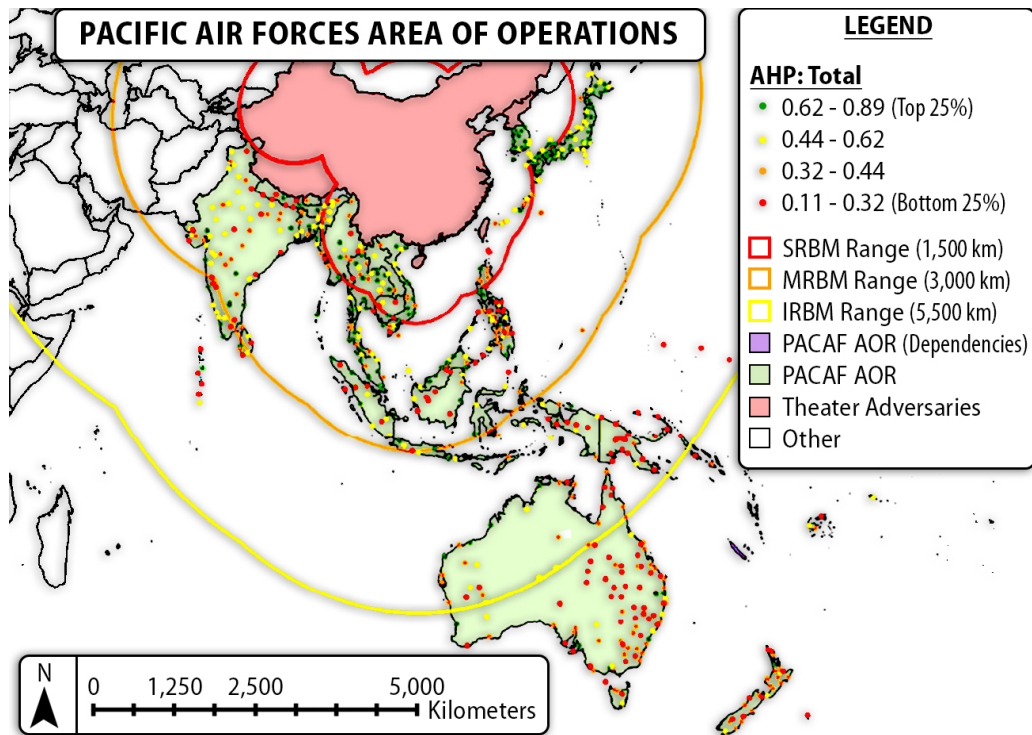 PACIFIC AIR FORCES AREA OF OPERATIONS
LEGEND
AHP: Total
0.62 - 0.89 (Top 25%)
0.44 - 0.62
0.32 - 0.44
0.11 - 0.32 (Bottom 25%)
SRBM Range (1,500 km)
MRBM Range (3,000 km)
IRBM Range (5,500 km)
PACAF AOR (Dependencies)
PACAF AOR
Theater Adversaries
Other
N
0 1,250 2,500 5,000
Kilometers